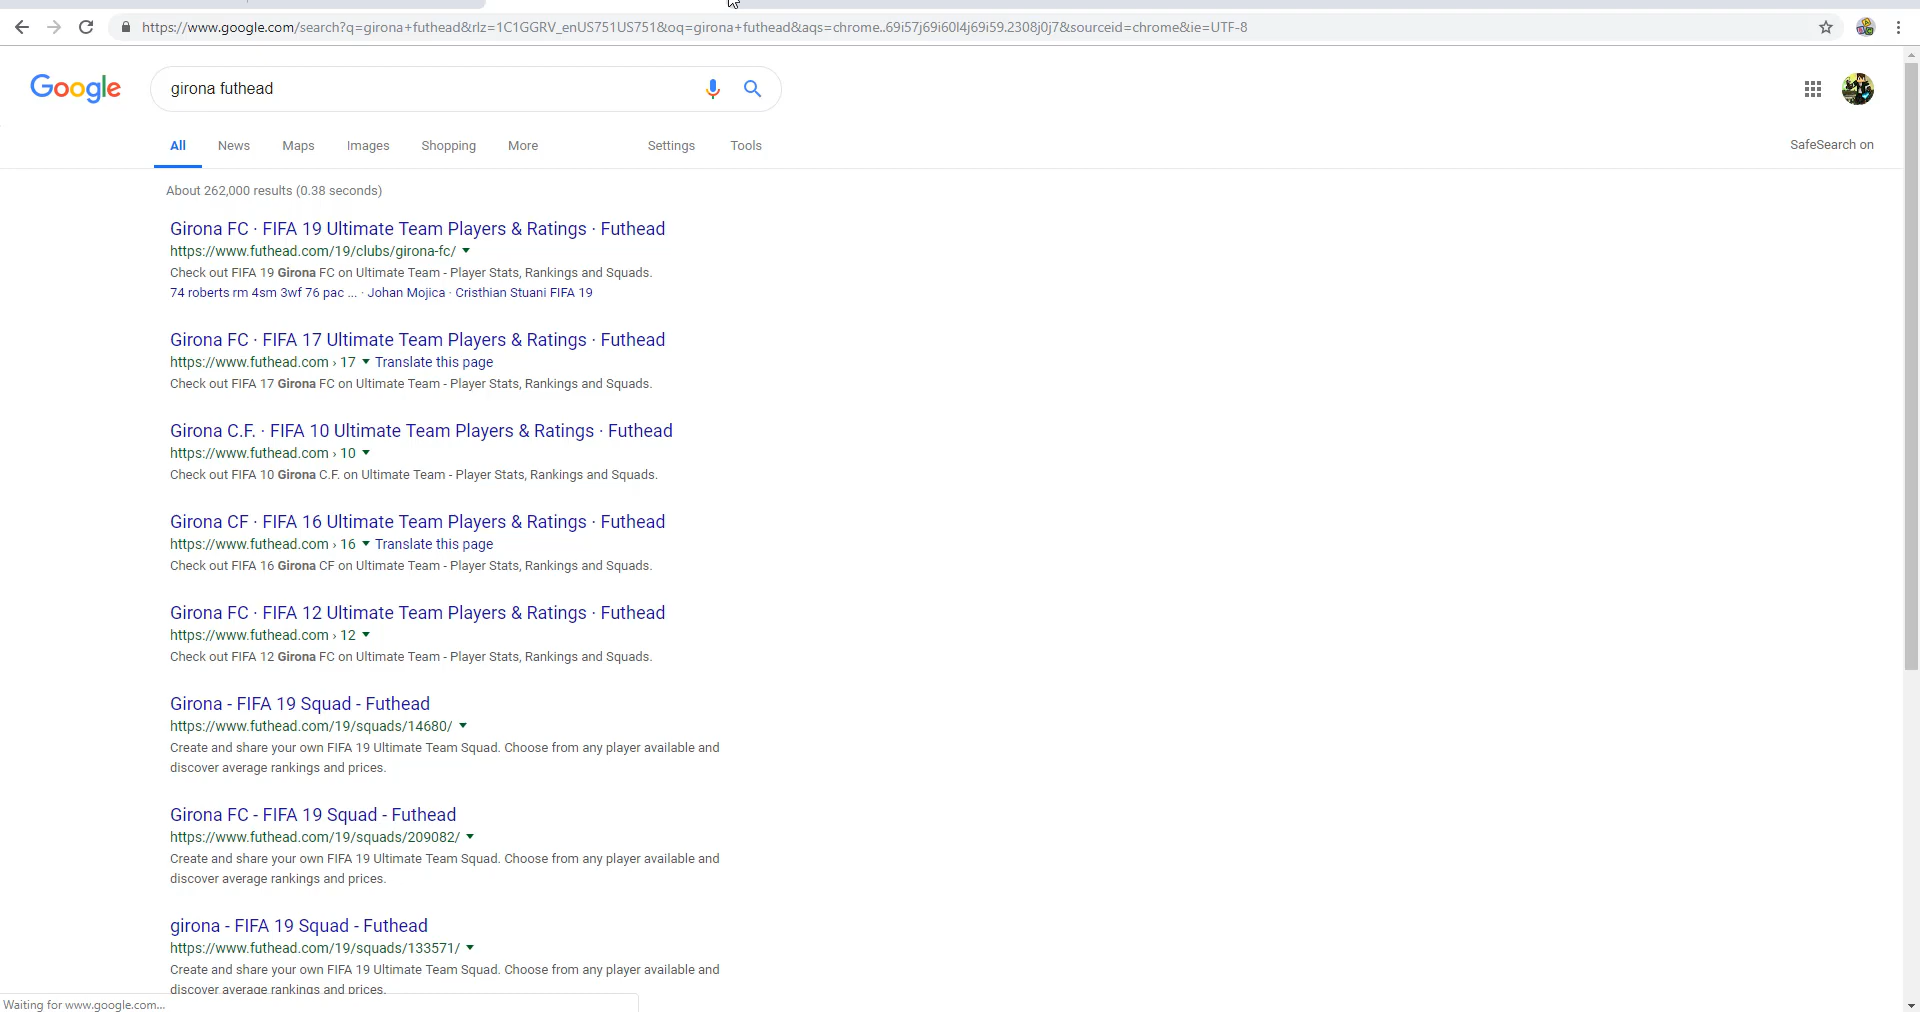 https://www.google.com/search?q=girona+futhead&rlz=1C1GGRV_enUS751US751&oq=girona+futhead&aqs=chrome..69i57j69i60l4j69i59.2308j0j7&sourceid=chrome&ie=UTF-8
Google
girona futhead
All News Maps Images Shopping More Settings Tools
SafeSearch on
About 262,000 results (0.38 seconds)
Girona FC · FIFA 19 Ultimate Team Players & Ratings · Futhead
https://www.futhead.com/19/clubs/girona-fc/
Check out FIFA 19 Girona FC on Ultimate Team - Player Stats, Rankings and Squads.
74 roberts rm 4sm 3wf 76 pac ... · Johan Mojica · Cristhian Stuani FIFA 19
Girona FC · FIFA 17 Ultimate Team Players & Ratings · Futhead
https://www.futhead.com › 17 Translate this page
Check out FIFA 17 Girona FC on Ultimate Team - Player Stats, Rankings and Squads.
Girona C.F. · FIFA 10 Ultimate Team Players & Ratings · Futhead
https://www.futhead.com › 10
Check out FIFA 10 Girona C.F. on Ultimate Team - Player Stats, Rankings and Squads.
Girona CF · FIFA 16 Ultimate Team Players & Ratings · Futhead
https://www.futhead.com › 16 Translate this page
Check out FIFA 16 Girona CF on Ultimate Team - Player Stats, Rankings and Squads.
Girona FC · FIFA 12 Ultimate Team Players & Ratings · Futhead
https://www.futhead.com › 12
Check out FIFA 12 Girona FC on Ultimate Team - Player Stats, Rankings and Squads.
Girona - FIFA 19 Squad - Futhead
https://www.futhead.com/19/squads/14680/
Create and share your own FIFA 19 Ultimate Team Squad. Choose from any player available and
discover average rankings and prices.
Girona FC - FIFA 19 Squad - Futhead
https://www.futhead.com/19/squads/209082/
Create and share your own FIFA 19 Ultimate Team Squad. Choose from any player available and
discover average rankings and prices.
girona - FIFA 19 Squad - Futhead
https://www.futhead.com/19/squads/133571/
Create and share your own FIFA 19 Ultimate Team Squad. Choose from any player available and
discover average rankings and prices.
Waiting for www.google.com...